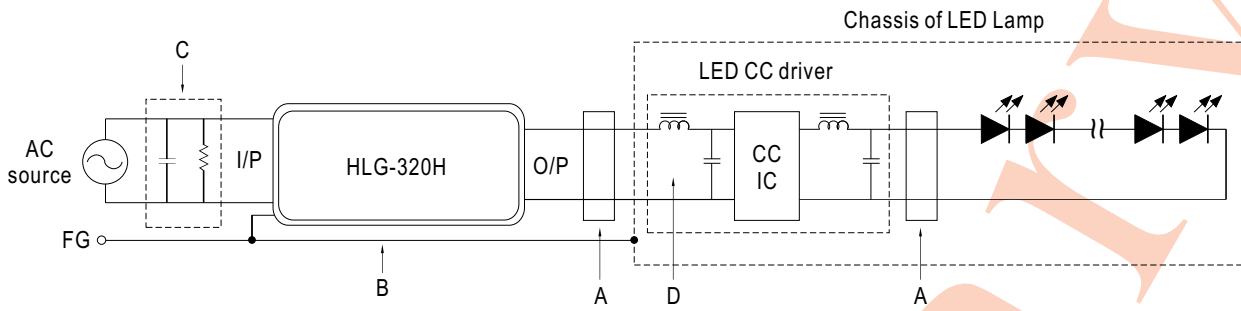 Chassis of LED Lamp
C
LED CC driver
AC
source
I/P
HLG-320H
O/P
CC
IC
FG
B
A
D
A